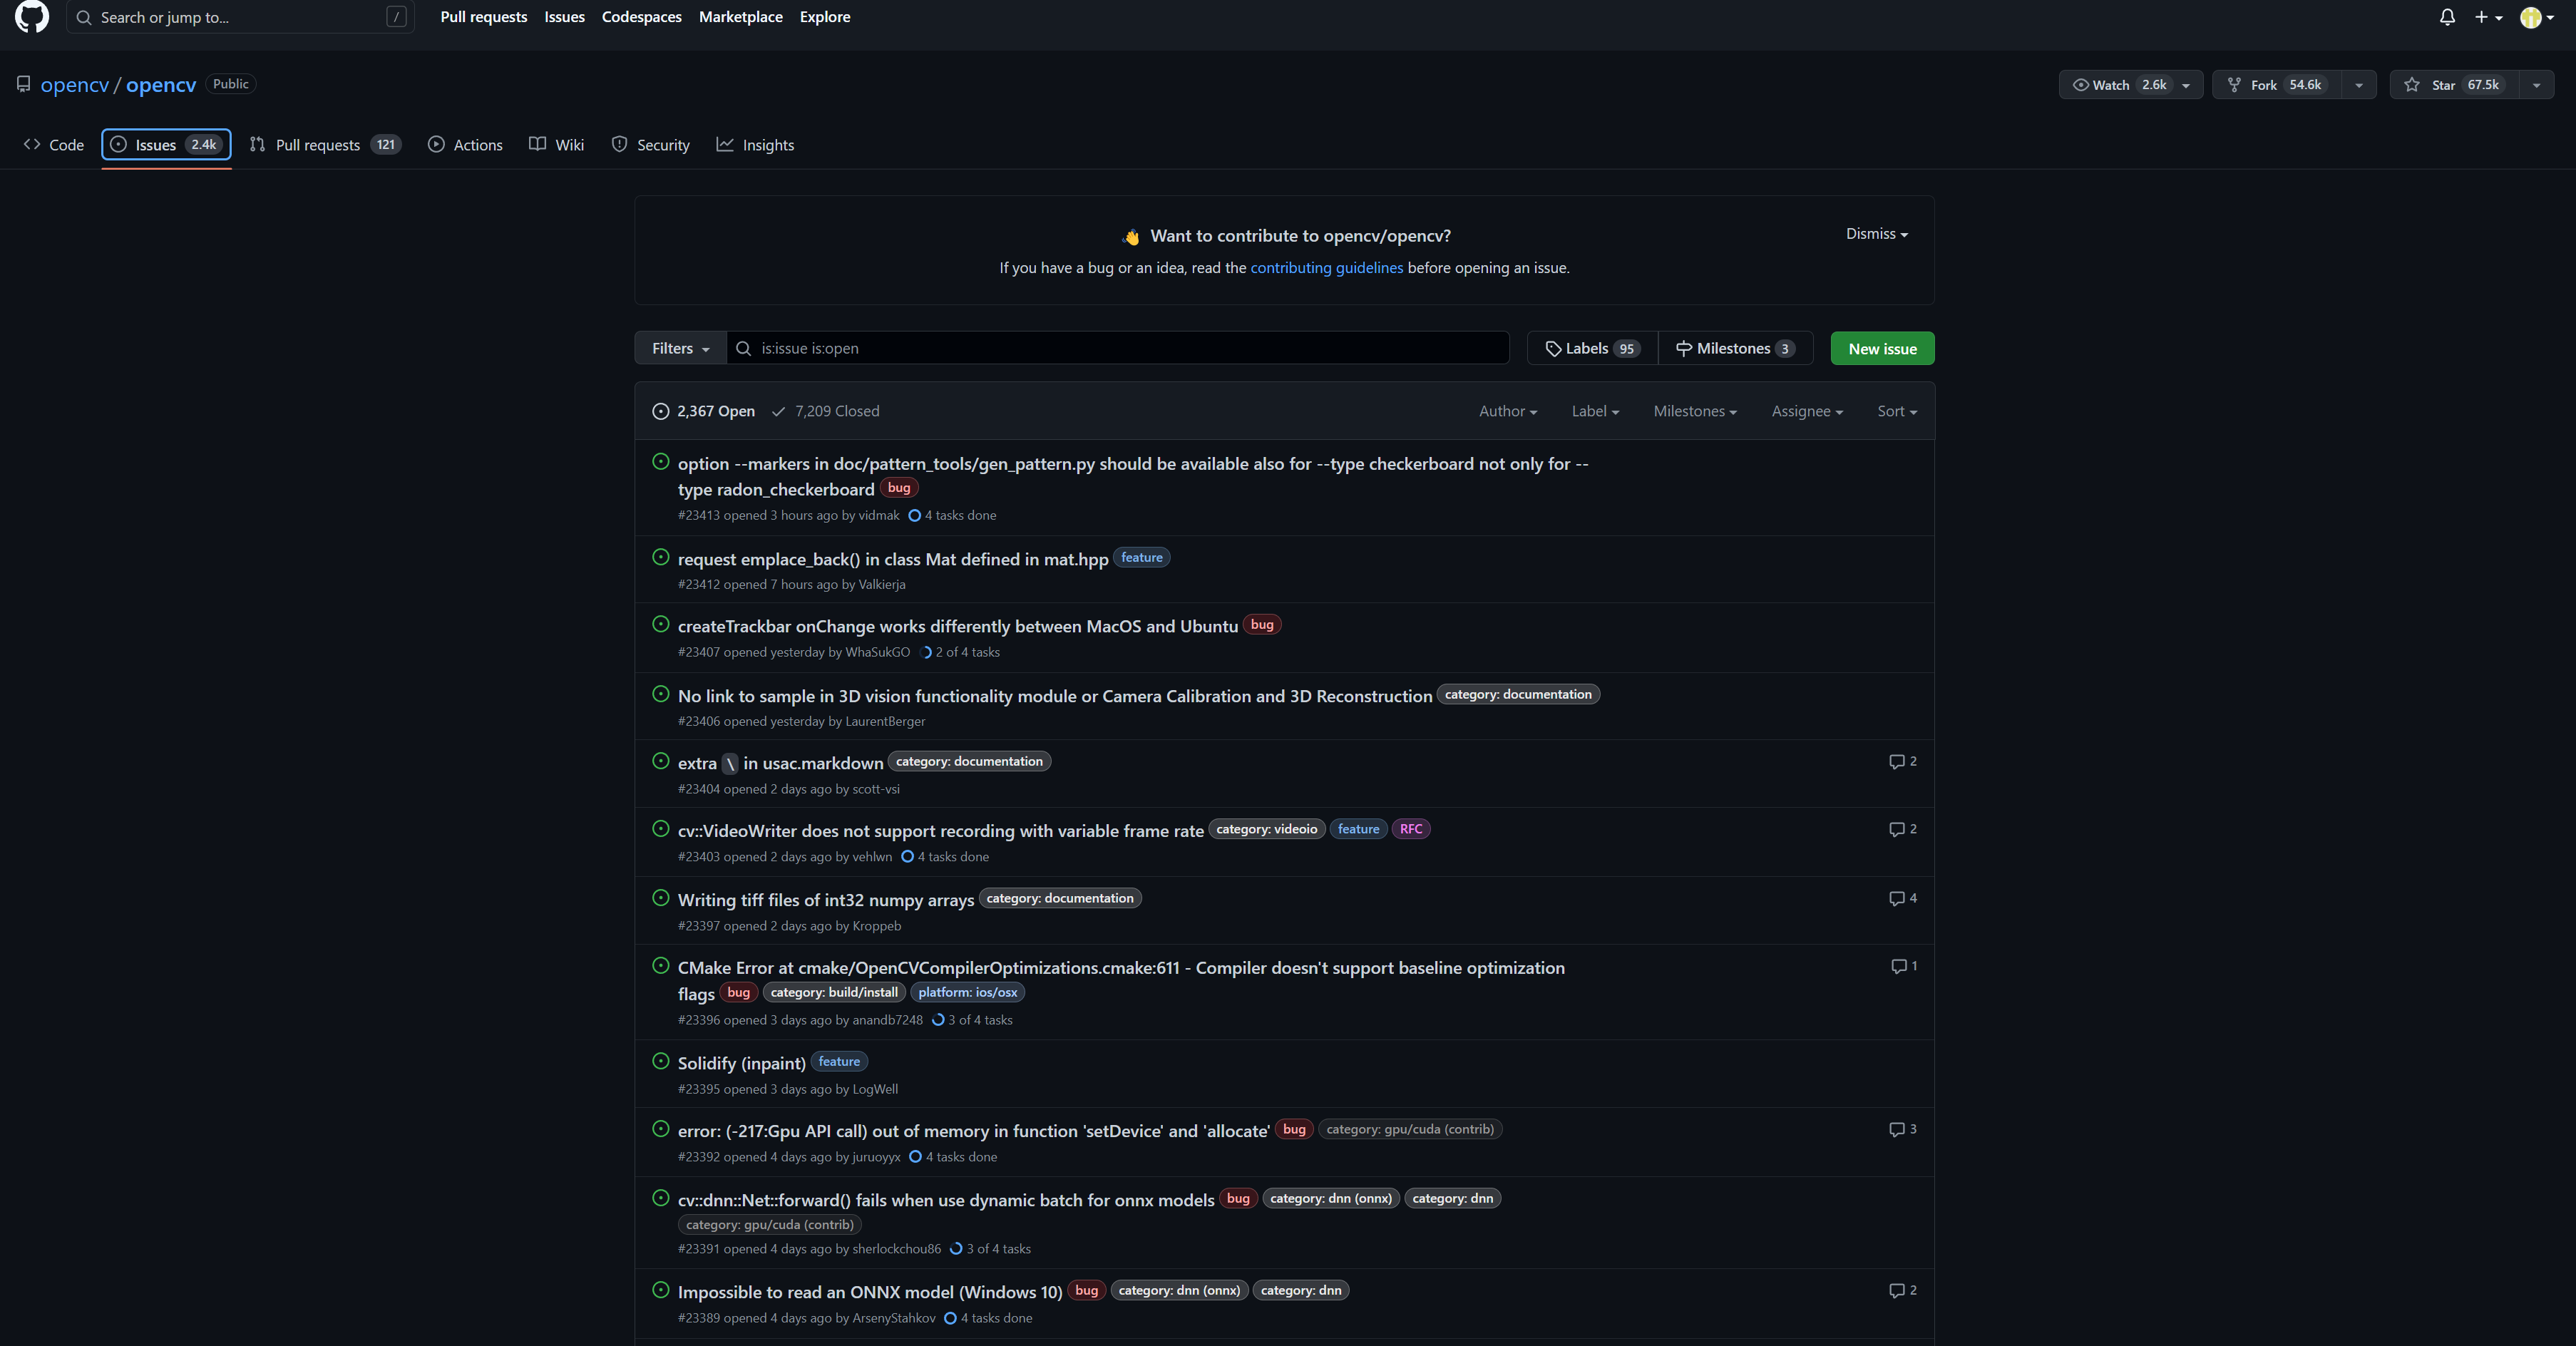 Search or jump to... /
Pull requests Issues Codespaces Marketplace Explore
opencv / opencv Public
Watch 2.6k Fork 54.6k Star 67.5k
Code Issues 2.4k Pull requests 121 Actions Wiki Security Insights
👋 Want to contribute to opencv/opencv?
Dismiss
If you have a bug or an idea, read the contributing guidelines before opening an issue.
Filters is:issue is:open Labels 95 Milestones 3 New issue
2,367 Open 7,209 Closed Author Label Milestones Assignee Sort
option --markers in doc/pattern_tools/gen_pattern.py should be available also for --type checkerboard not only for --
type radon_checkerboard bug
#23413 opened 3 hours ago by vidmak 4 tasks done
request emplace_back() in class Mat defined in mat.hpp feature
#23412 opened 7 hours ago by Valkierja
createTrackbar onChange works differently between MacOS and Ubuntu bug
#23407 opened yesterday by WhaSukGO 2 of 4 tasks
No link to sample in 3D vision functionality module or Camera Calibration and 3D Reconstruction category: documentation
#23406 opened yesterday by LaurentBerger
extra \ in usac.markdown category: documentation 2
#23404 opened 2 days ago by scott-vsi
cv::VideoWriter does not support recording with variable frame rate category: videoio feature RFC 2
#23403 opened 2 days ago by vehlwn 4 tasks done
Writing tiff files of int32 numpy arrays category: documentation 4
#23397 opened 2 days ago by Kroppeb
CMake Error at cmake/OpenCVCompilerOptimizations.cmake:611 - Compiler doesn't support baseline optimization 1
flags bug category: build/install platform: ios/osx
#23396 opened 3 days ago by anandb7248 3 of 4 tasks
Solidify (inpaint) feature
#23395 opened 3 days ago by LogWell
error: (-217:Gpu API call) out of memory in function 'setDevice' and 'allocate' bug category: gpu/cuda (contrib) 3
#23392 opened 4 days ago by juruoyyx 4 tasks done
cv::dnn::Net::forward() fails when use dynamic batch for onnx models bug category: dnn (onnx) category: dnn
category: gpu/cuda (contrib)
#23391 opened 4 days ago by sherlockchou86 3 of 4 tasks
Impossible to read an ONNX model (Windows 10) bug category: dnn (onnx) category: dnn 2
#23389 opened 4 days ago by ArsenyStahkov 4 tasks done